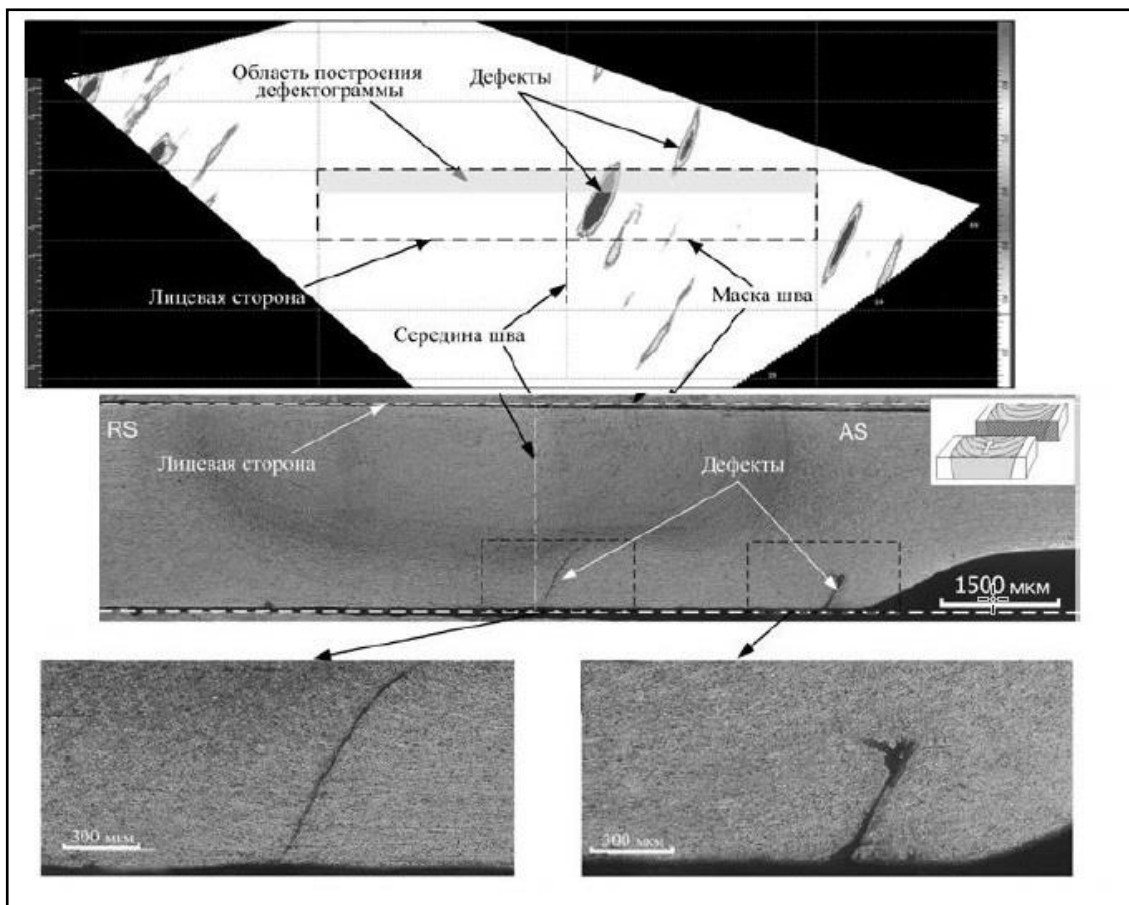 Область построения
дефектограммы
Дефекты
Лицевая сторона
Маска шва
Середина шва
RS
AS
Лицевая сторона
Дефекты
1500 мкм
300 мкм
300 мкм